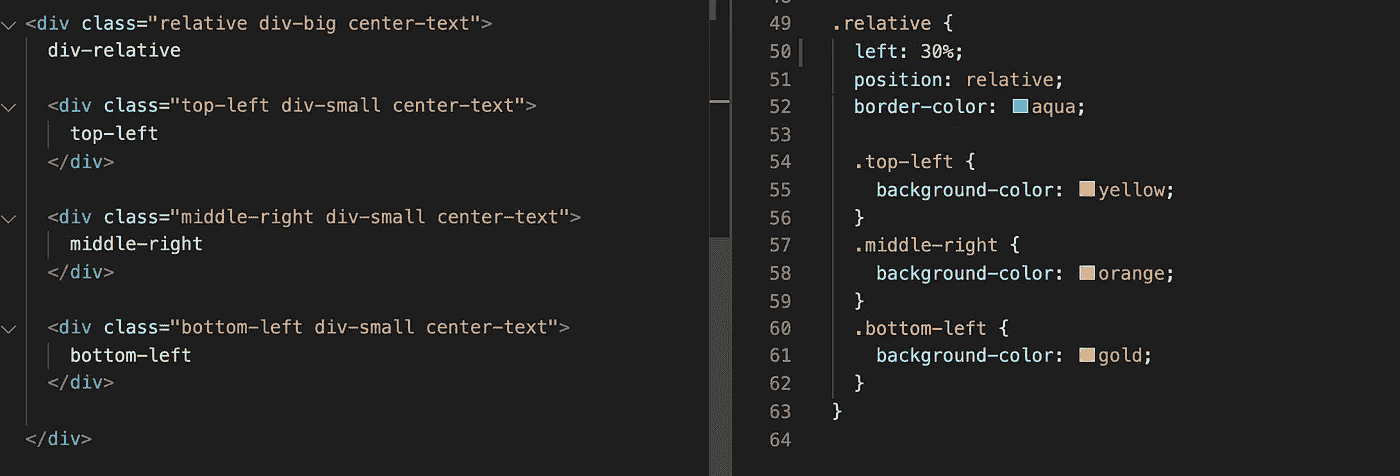 <div class="relative div-big center-text">
div-relative
<div class="top-left div-small center-text">
top-left
</div>
<div class="middle-right div-small center-text">
middle-right
</div>
<div class="bottom-left div-small center-text">
bottom-left
</div>
</div>
49 .relative {
50 left: 30%;
51 position: relative;
52 border-color: aqua;
53
54 .top-left {
55 background-color: yellow;
56 }
57 .middle-right {
58 background-color: orange;
59 }
60 .bottom-left {
61 background-color: gold;
62 }
63 }
64